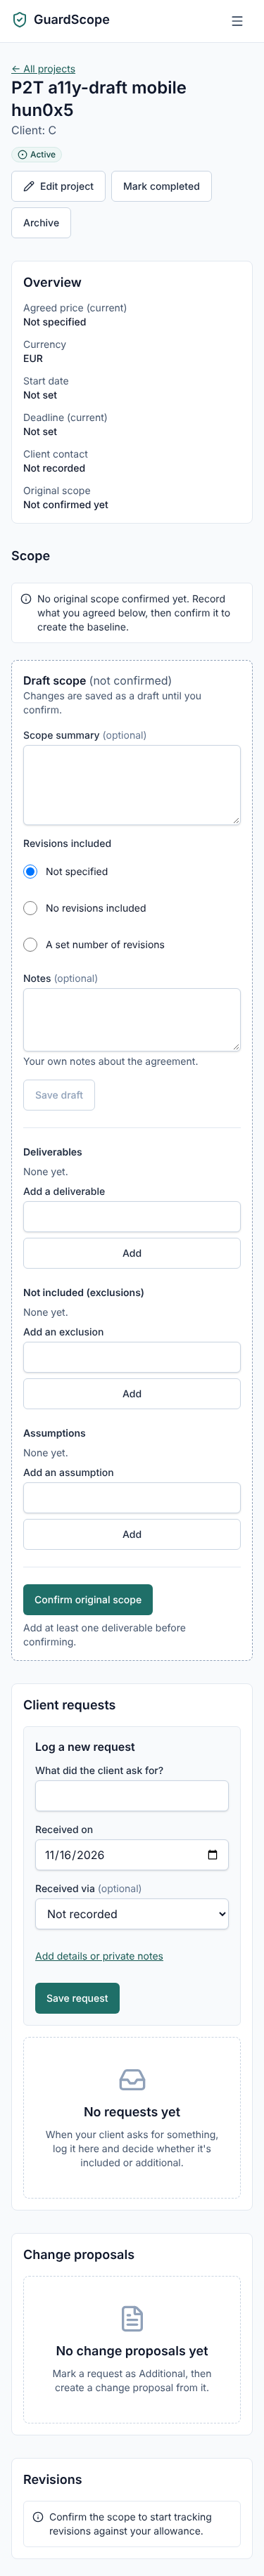 GuardScope
← All projects
P2T a11y-draft mobile
hun0x5
Client: C
Active
Edit project
Mark completed
Archive
Overview
Agreed price (current)
Not specified
Currency
EUR
Start date
Not set
Deadline (current)
Not set
Client contact
Not recorded
Original scope
Not confirmed yet
Scope
No original scope confirmed yet. Record
what you agreed below, then confirm it to
create the baseline.
Draft scope (not confirmed)
Changes are saved as a draft until you
confirm.
Scope summary (optional)
Revisions included
Not specified
No revisions included
A set number of revisions
Notes (optional)
Your own notes about the agreement.
Save draft
Deliverables
None yet.
Add a deliverable
Add
Not included (exclusions)
None yet.
Add an exclusion
Add
Assumptions
None yet.
Add an assumption
Add
Confirm original scope
Add at least one deliverable before
confirming.
Client requests
Log a new request
What did the client ask for?
Received on
11/16/2026
Received via (optional)
Not recorded
Add details or private notes
Save request
No requests yet
When your client asks for something,
log it here and decide whether it's
included or additional.
Change proposals
No change proposals yet
Mark a request as Additional, then
create a change proposal from it.
Revisions
Confirm the scope to start tracking
revisions against your allowance.